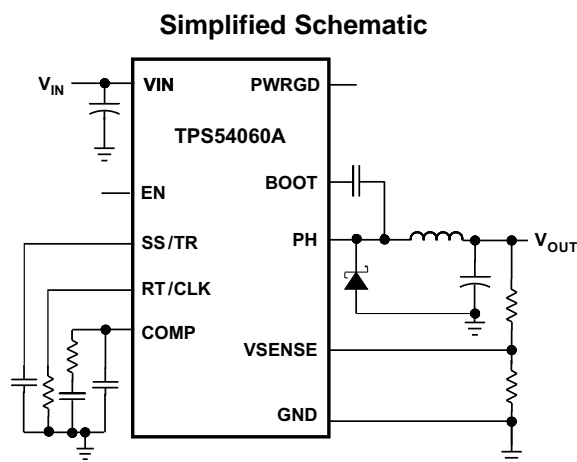 Simplified Schematic
VIN
VIN
PWRGD
TPS54060A
BOOT
EN
SS/TR
PH
VOUT
RT/CLK
COMP
VSENSE
GND